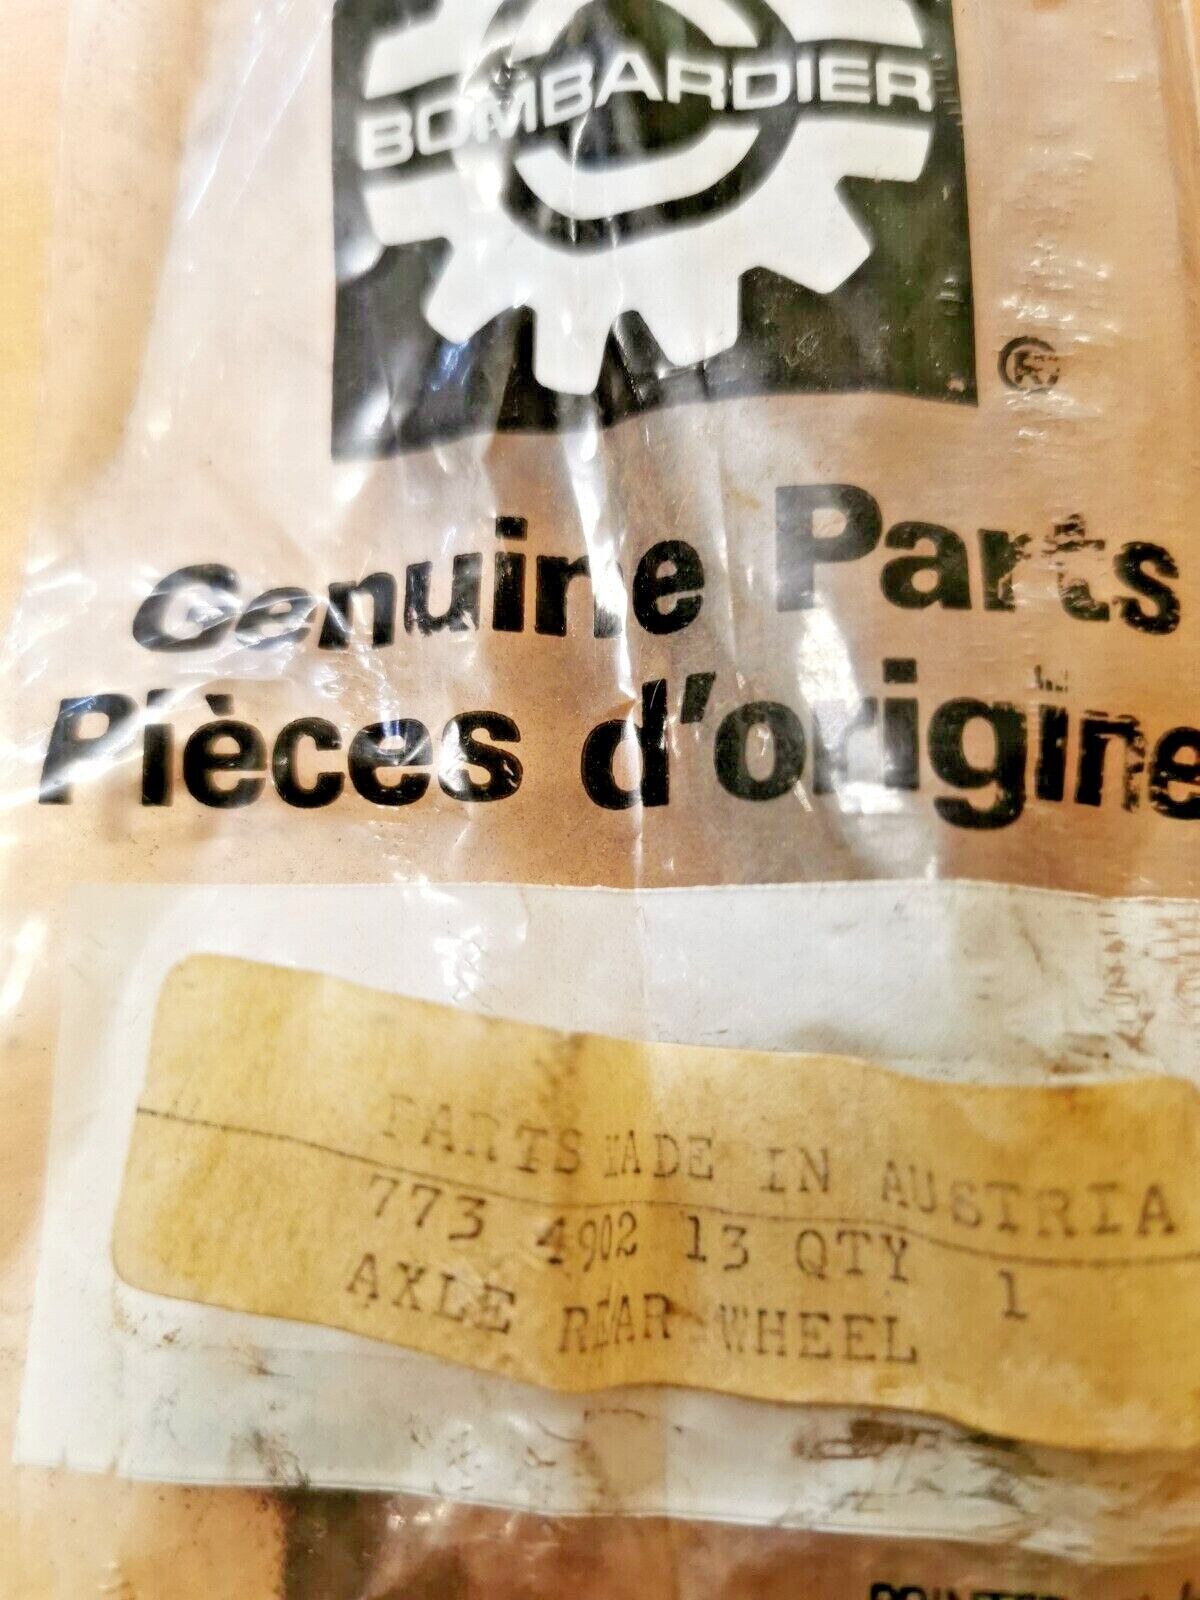 BOMBARDIER
®
Genuine Parts
Pièces d'origine
PARTS MADE IN AUSTRIA
773 4902 13 QTY 1
AXLE REAR WHEEL